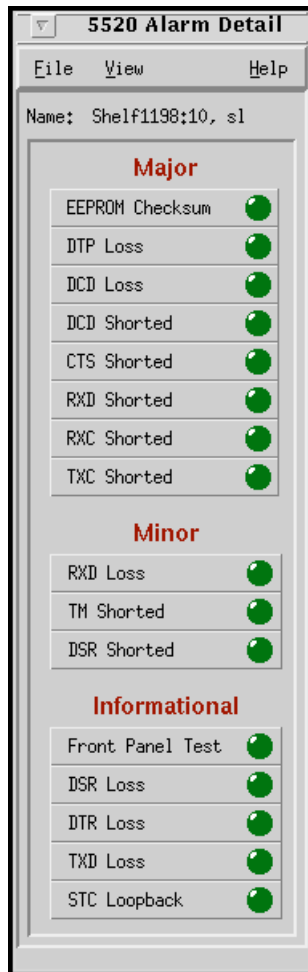 5520 Alarm Detail
File View Help
Name: Shelf1198:10, sl
Major
EEPROM Checksum
DTP Loss
DCD Loss
DCD Shorted
CTS Shorted
RXD Shorted
RXC Shorted
TXC Shorted
Minor
RXD Loss
TM Shorted
DSR Shorted
Informational
Front Panel Test
DSR Loss
DTR Loss
TXD Loss
STC Loopback